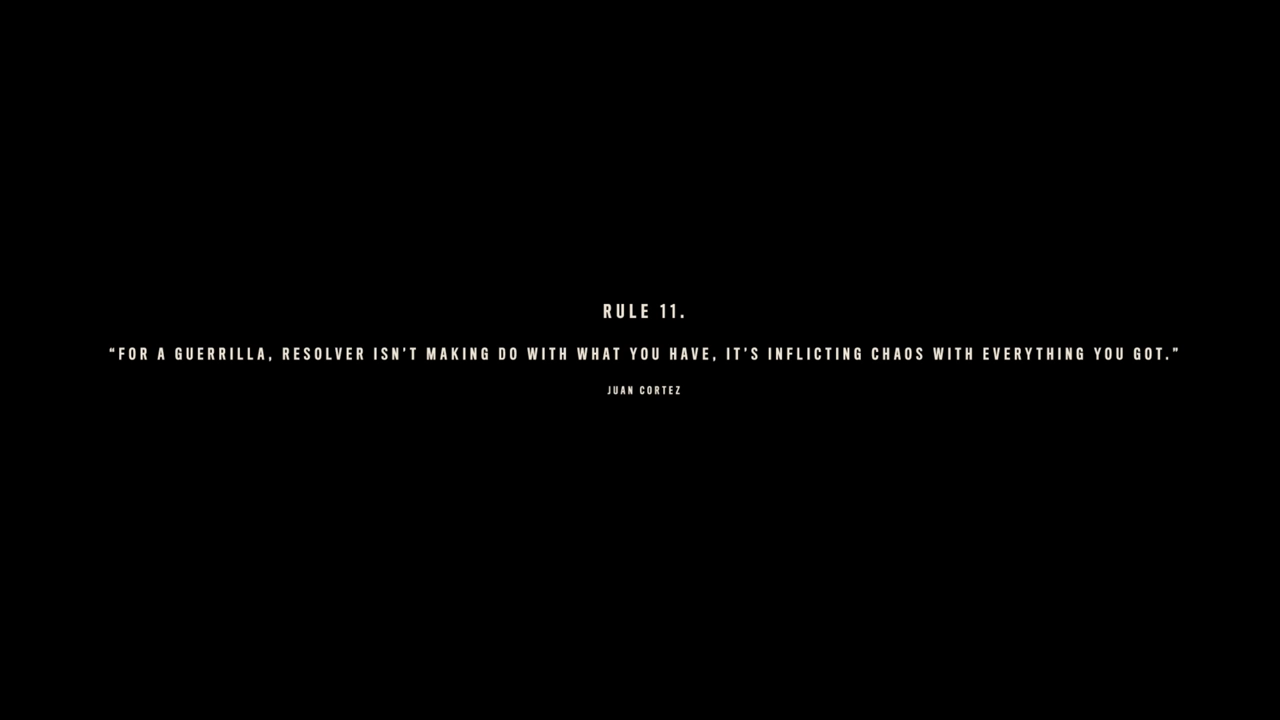 RULE 11.
“FOR A GUERRILLA, RESOLVER ISN’T MAKING DO WITH WHAT YOU HAVE, IT’S INFLICTING CHAOS WITH EVERYTHING YOU GOT.”
JUAN CORTEZ